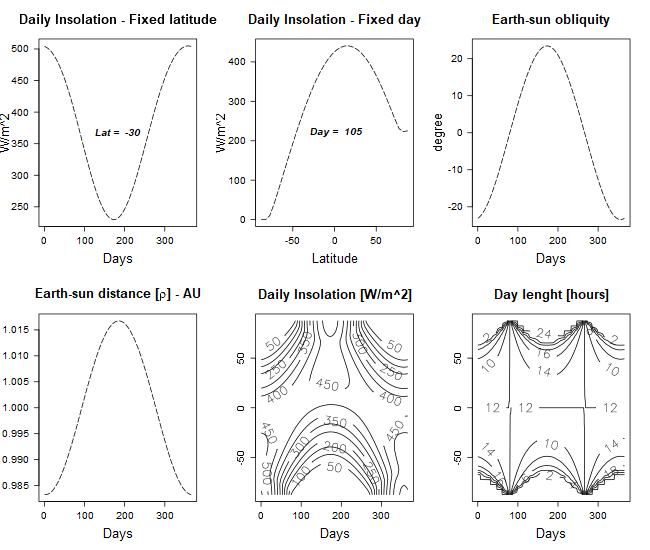 Daily Insolation - Fixed latitude
W/m^2
500
450
400
350
300
250
Lat = -30
0 100 200 300
Days
Daily Insolation - Fixed day
W/m^2
400
300
200
100
0
Day = 105
-50 0 50
Latitude
Earth-sun obliquity
degree
20
10
0
-10
-20
0 100 200 300
Days
Earth-sun distance [ρ] - AU
1.015
1.010
1.005
1.000
0.995
0.990
0.985
0 100 200 300
Days
Daily Insolation [W/m^2]
50
0
-50
50 350 300 50
250 250
400 450 400
450 350 450
300 200
500 100 50 250
0 100 200 300
Days
Day lenght [hours]
50
0
-50
2 24 2
10 16 10
14
12 12 12
14 10 14
16 8 2
0 100 200 300
Days